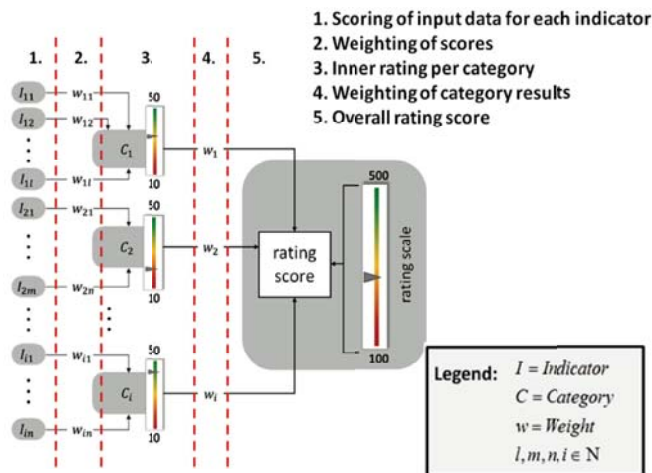 1. Scoring of input data for each indicator
2. Weighting of scores
3. Inner rating per category
4. Weighting of category results
5. Overall rating score
1. 2. 3. 4. 5.
I₁₁ w₁₁ 50
I₁₂ w₁₂
C₁ w₁
I₁ₗ w₁ₗ 10
I₂₁ w₂₁ 50
C₂ w₂
I₂ₘ w₂ₙ 10
Iᵢ₁ wᵢ₁ 50
Cᵢ wᵢ
Iᵢₙ wᵢₙ 10
rating
score
500
rating scale
100
Legend: I = Indicator
C = Category
w = Weight
l, m, n, i ∈ N